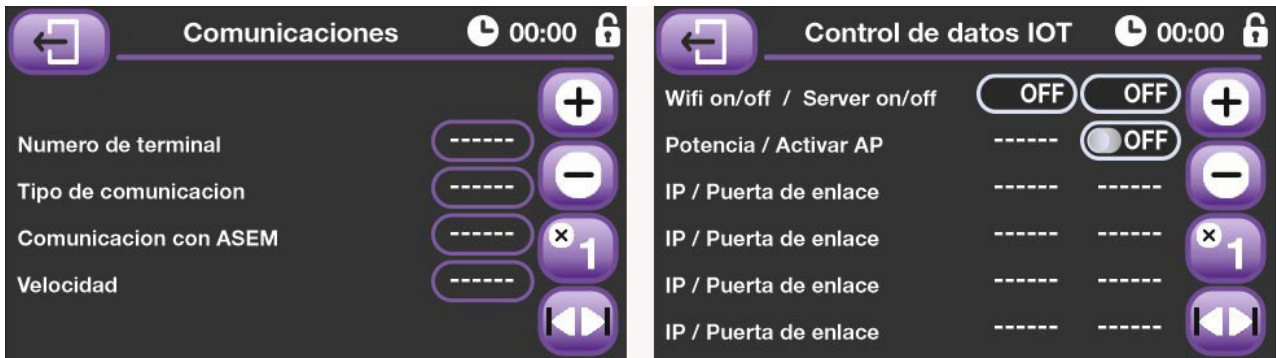 Comunicaciones 00:00
Numero de terminal ------
Tipo de comunicacion ------
Comunicacion con ASEM ------
Velocidad ------
×1
Control de datos IOT 00:00
Wifi on/off / Server on/off OFF OFF
Potencia / Activar AP ------ OFF
IP / Puerta de enlace ------ ------
IP / Puerta de enlace ------ ------
IP / Puerta de enlace ------ ------
IP / Puerta de enlace ------ ------
×1